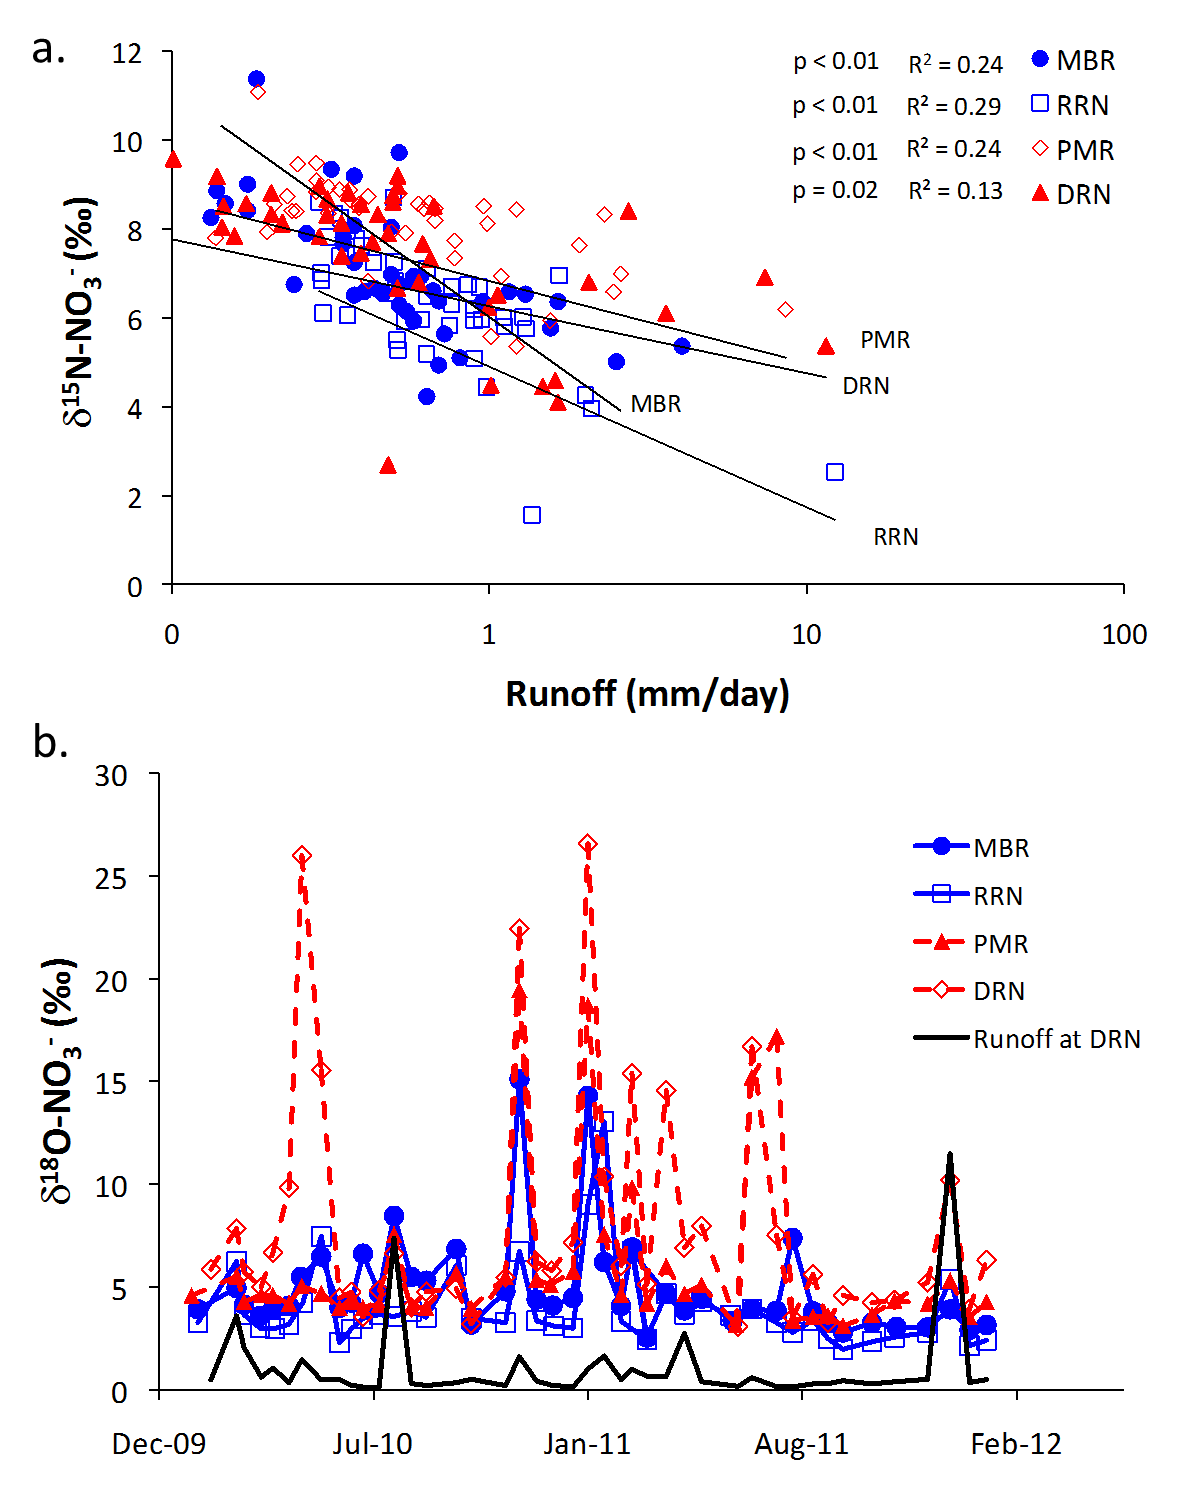 a.
12
10
8
6
4
2
0
δ15N-NO3- (‰)
p < 0.01 R2 = 0.24 MBR
p < 0.01 R² = 0.29 RRN
p < 0.01 R² = 0.24 PMR
p = 0.02 R² = 0.13 DRN
PMR
DRN
MBR
RRN
0 1 10 100
Runoff (mm/day)
b.
30
25
20
15
10
5
0
δ18O-NO3- (‰)
MBR
RRN
PMR
DRN
Runoff at DRN
Dec-09 Jul-10 Jan-11 Aug-11 Feb-12